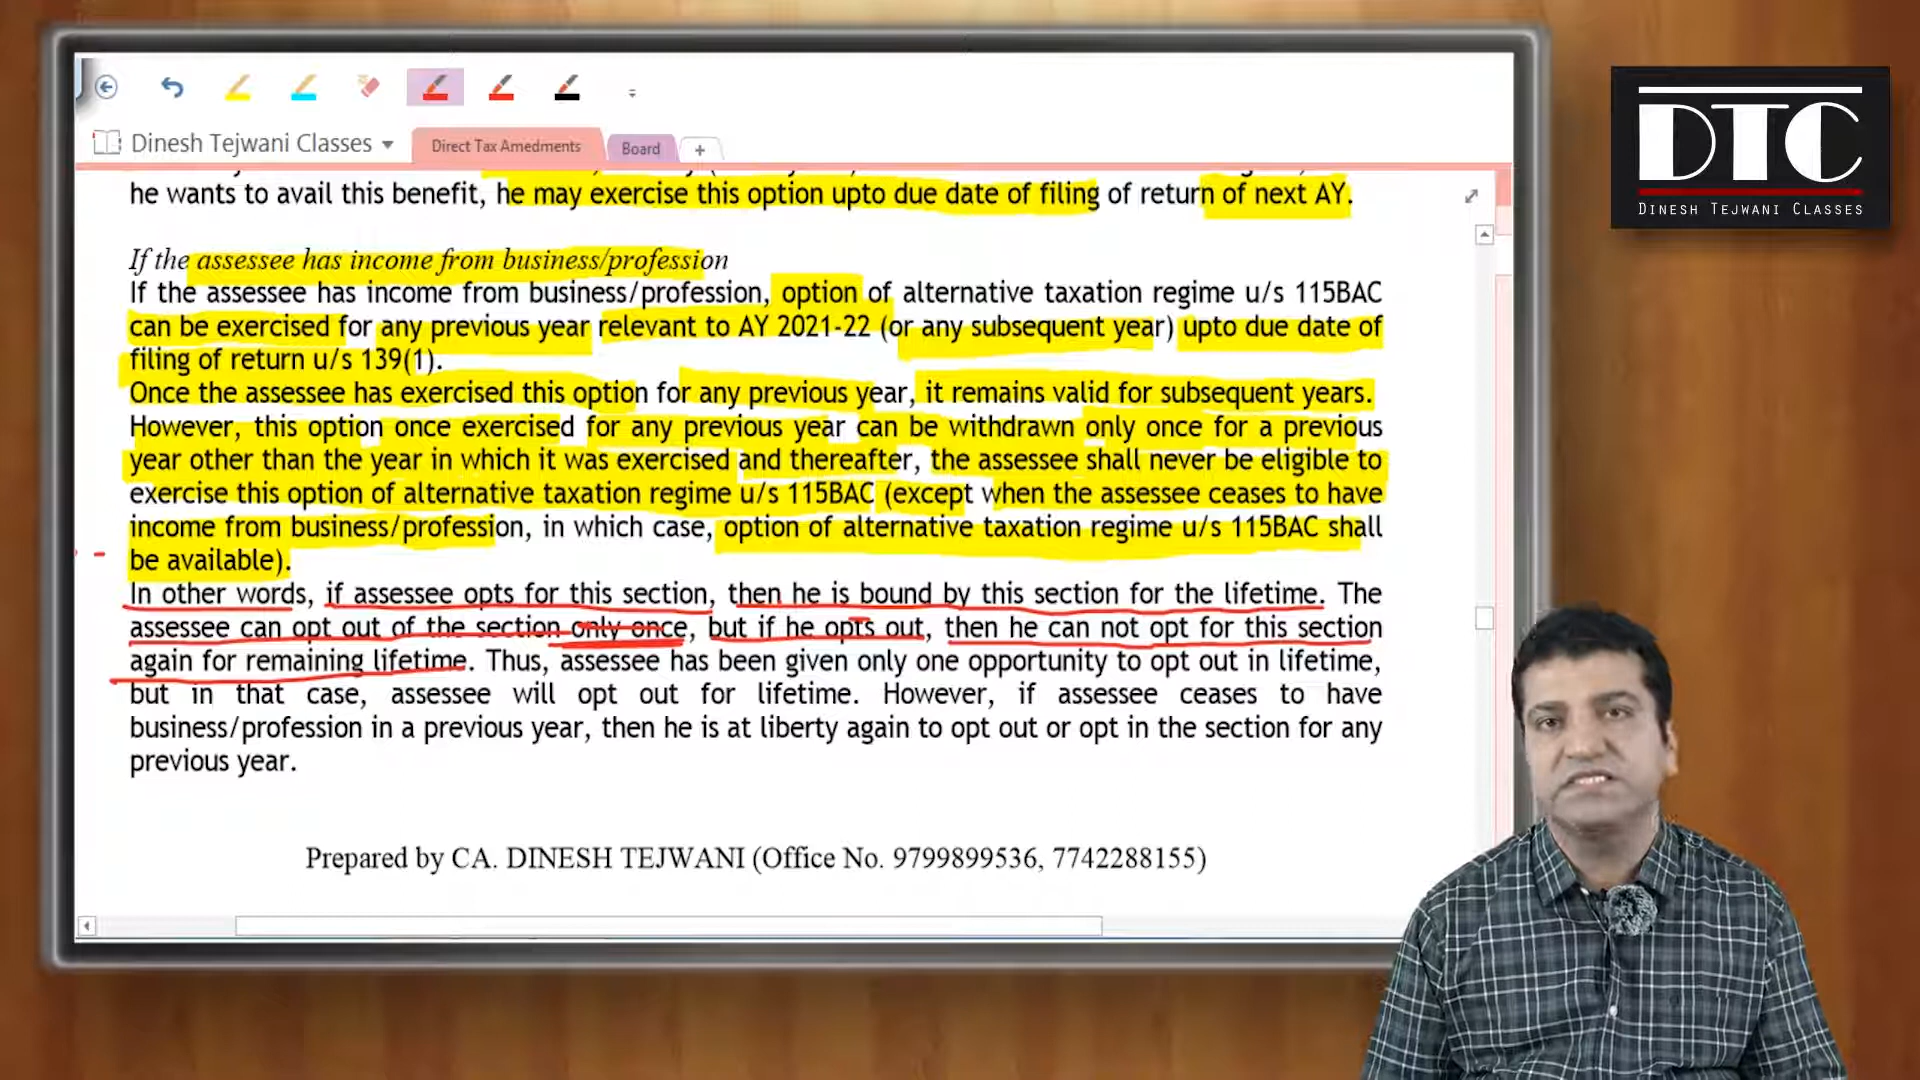 DTC
DINESH TEJWANI CLASSES
Dinesh Tejwani Classes
Direct Tax Amedments
Board
he wants to avail this benefit, he may exercise this option upto due date of filing of return of next AY.
If the assessee has income from business/profession
If the assessee has income from business/profession, option of alternative taxation regime u/s 115BAC
can be exercised for any previous year relevant to AY 2021-22 (or any subsequent year) upto due date of
filing of return u/s 139(1).
Once the assessee has exercised this option for any previous year, it remains valid for subsequent years.
However, this option once exercised for any previous year can be withdrawn only once for a previous
year other than the year in which it was exercised and thereafter, the assessee shall never be eligible to
exercise this option of alternative taxation regime u/s 115BAC (except when the assessee ceases to have
income from business/profession, in which case, option of alternative taxation regime u/s 115BAC shall
be available).
In other words, if assessee opts for this section, then he is bound by this section for the lifetime. The
assessee can opt out of the section only once, but if he opts out, then he can not opt for this section
again for remaining lifetime. Thus, assessee has been given only one opportunity to opt out in lifetime,
but in that case, assessee will opt out for lifetime. However, if assessee ceases to have
business/profession in a previous year, then he is at liberty again to opt out or opt in the section for any
previous year.
Prepared by CA. DINESH TEJWANI (Office No. 9799899536, 7742288155)